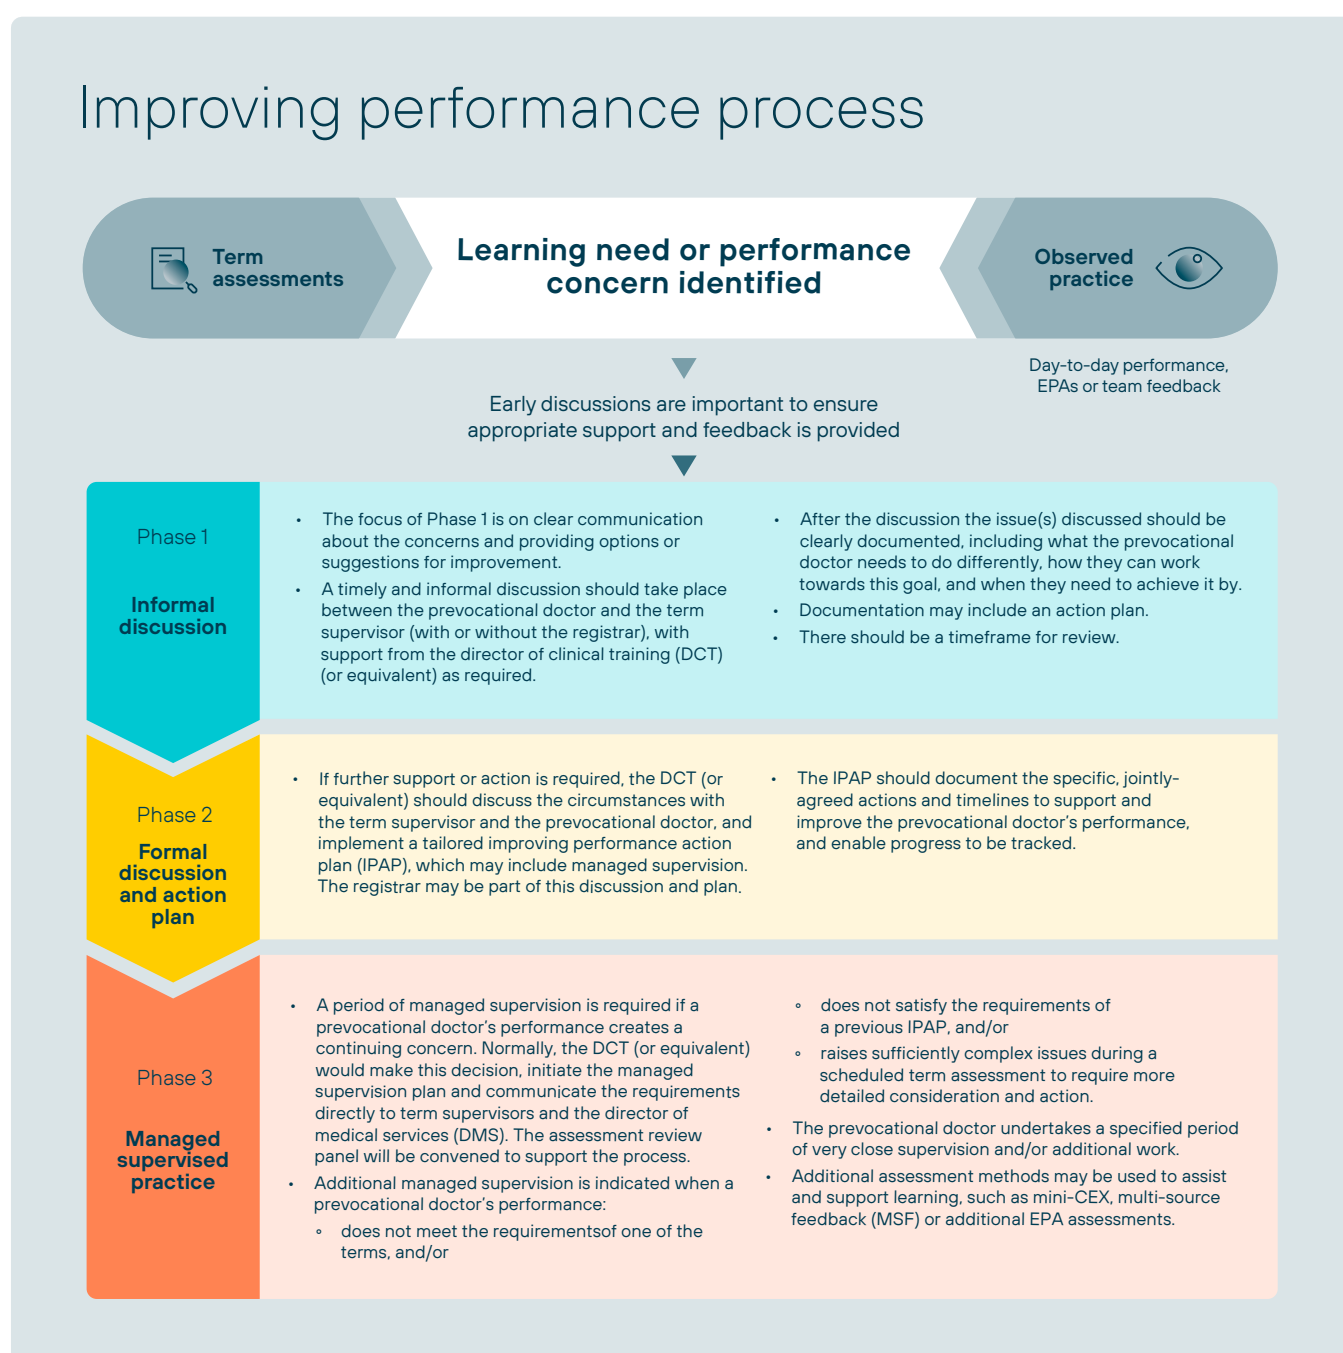 Improving performance process
Term
assessments
Learning need or performance
concern identified
Observed
practice
Day-to-day performance,
EPAs or team feedback
Early discussions are important to ensure
appropriate support and feedback is provided
Phase 1
Informal
discussion
• The focus of Phase 1 is on clear communication
about the concerns and providing options or
suggestions for improvement.
• A timely and informal discussion should take place
between the prevocational doctor and the term
supervisor (with or without the registrar), with
support from the director of clinical training (DCT)
(or equivalent) as required.
• After the discussion the issue(s) discussed should be
clearly documented, including what the prevocational
doctor needs to do differently, how they can work
towards this goal, and when they need to achieve it by.
• Documentation may include an action plan.
• There should be a timeframe for review.
Phase 2
Formal
discussion
and action
plan
• If further support or action is required, the DCT (or
equivalent) should discuss the circumstances with
the term supervisor and the prevocational doctor, and
implement a tailored improving performance action
plan (IPAP), which may include managed supervision.
The registrar may be part of this discussion and plan.
• The IPAP should document the specific, jointly-
agreed actions and timelines to support and
improve the prevocational doctor's performance,
and enable progress to be tracked.
Phase 3
Managed
supervised
practice
• A period of managed supervision is required if a
prevocational doctor's performance creates a
continuing concern. Normally, the DCT (or equivalent)
would make this decision, initiate the managed
supervision plan and communicate the requirements
directly to term supervisors and the director of
medical services (DMS). The assessment review
panel will be convened to support the process.
• Additional managed supervision is indicated when a
prevocational doctor's performance:
∘ does not meet the requirementsof one of the
terms, and/or
∘ does not satisfy the requirements of
a previous IPAP, and/or
∘ raises sufficiently complex issues during a
scheduled term assessment to require more
detailed consideration and action.
• The prevocational doctor undertakes a specified period
of very close supervision and/or additional work.
• Additional assessment methods may be used to assist
and support learning, such as mini-CEX, multi-source
feedback (MSF) or additional EPA assessments.